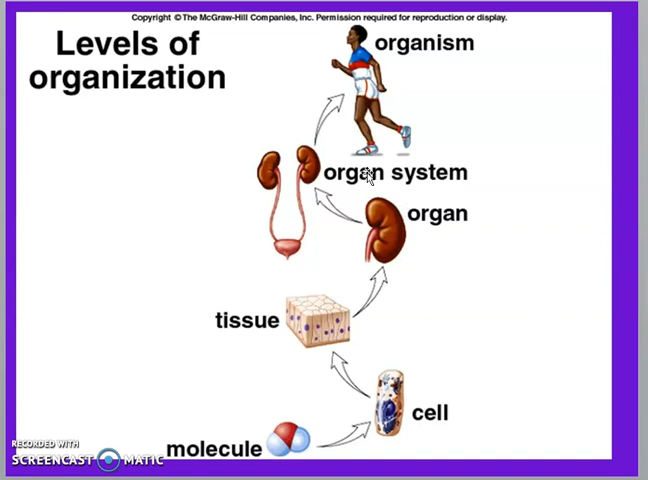 Copyright © The McGraw-Hill Companies, Inc. Permission required for reproduction or display.
Levels of
organization
organism
organ system
organ
tissue
cell
molecule
RECORDED WITH
SCREENCAST MATIC